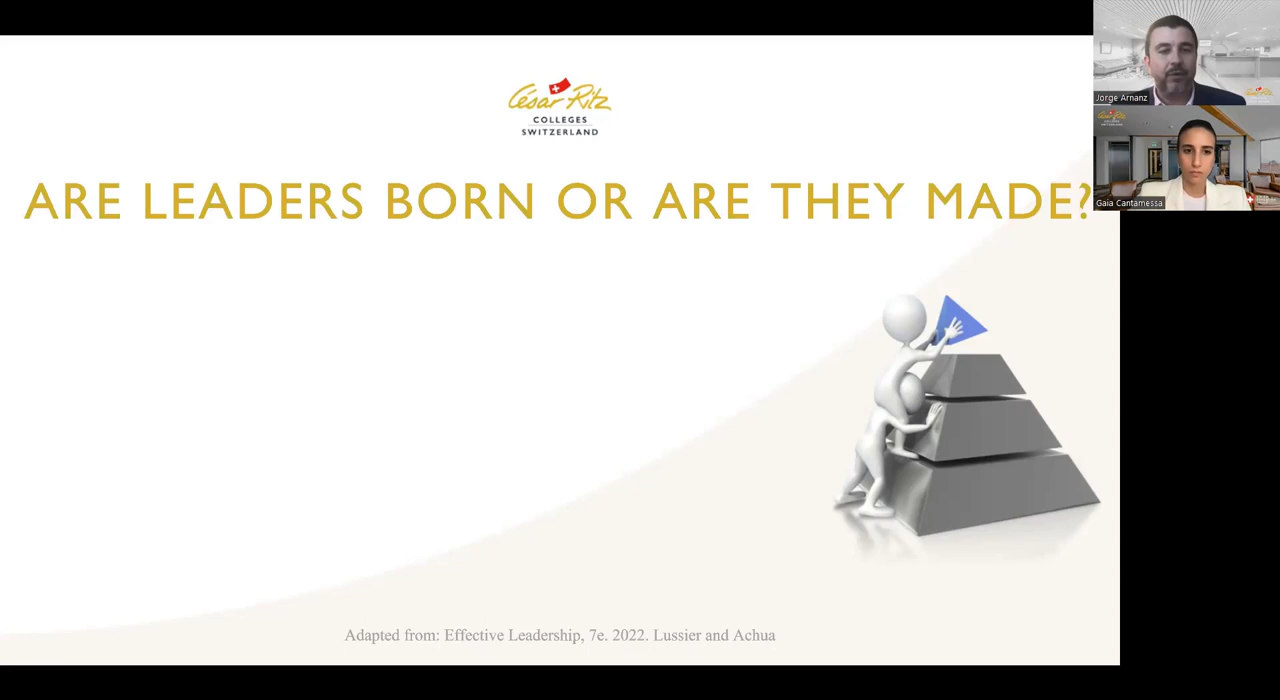 César Ritz
COLLEGES
SWITZERLAND
ARE LEADERS BORN OR ARE THEY MADE?
Adapted from: Effective Leadership, 7e. 2022. Lussier and Achua
Jorge Arnanz
Gaia Cantamessa